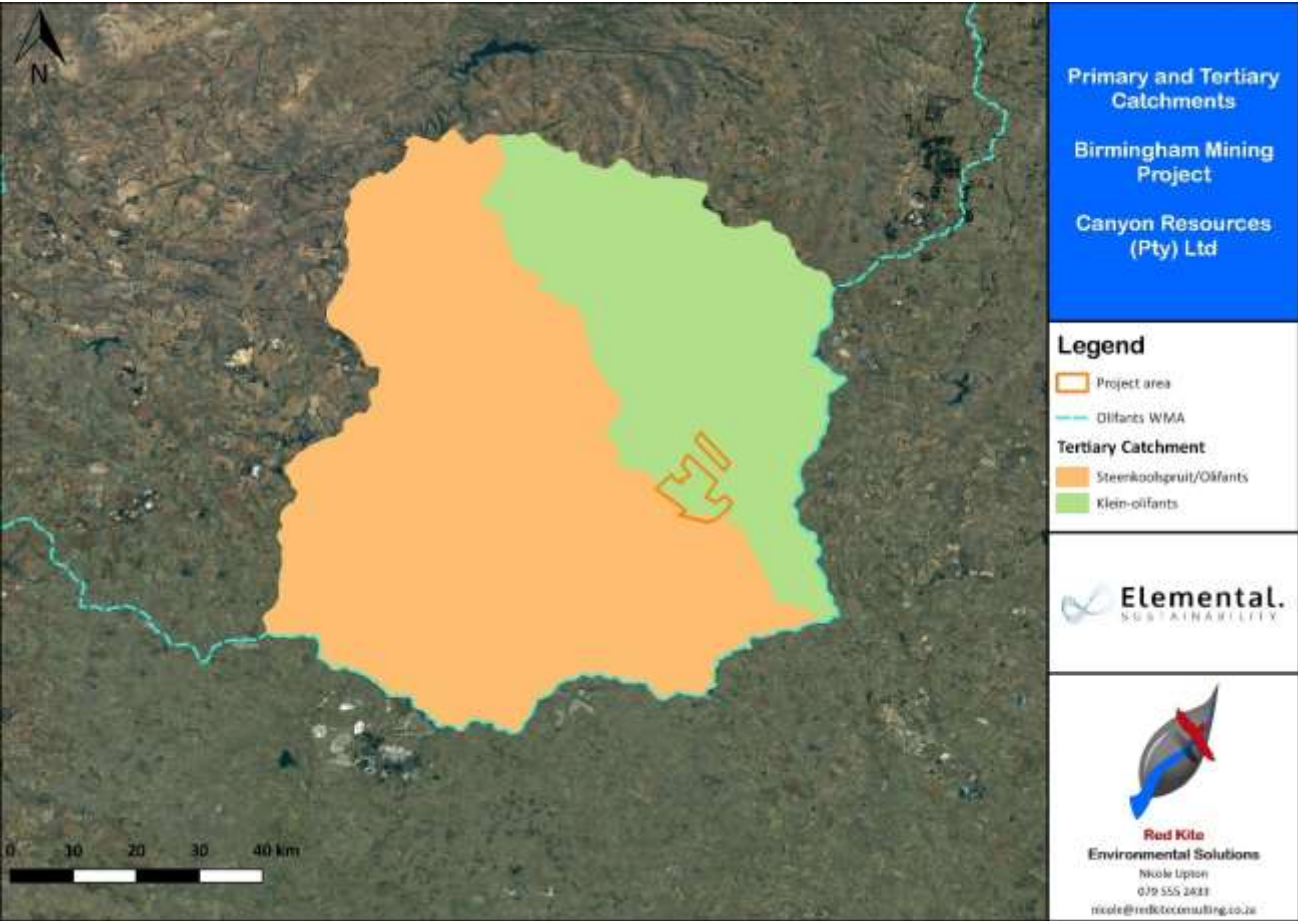 N
0 10 20 30 40 km
Primary and Tertiary
Catchments
Birmingham Mining
Project
Canyon Resources
(Pty) Ltd
Legend
Project area
Olifants WMA
Tertiary Catchment
Steenkoolspruit/Olifants
Klein-olifants
Elemental.
SUSTAINABILITY
Red Kite
Environmental Solutions
Nicole Upton
079 555 2433
nicole@redkiteconsulting.co.za